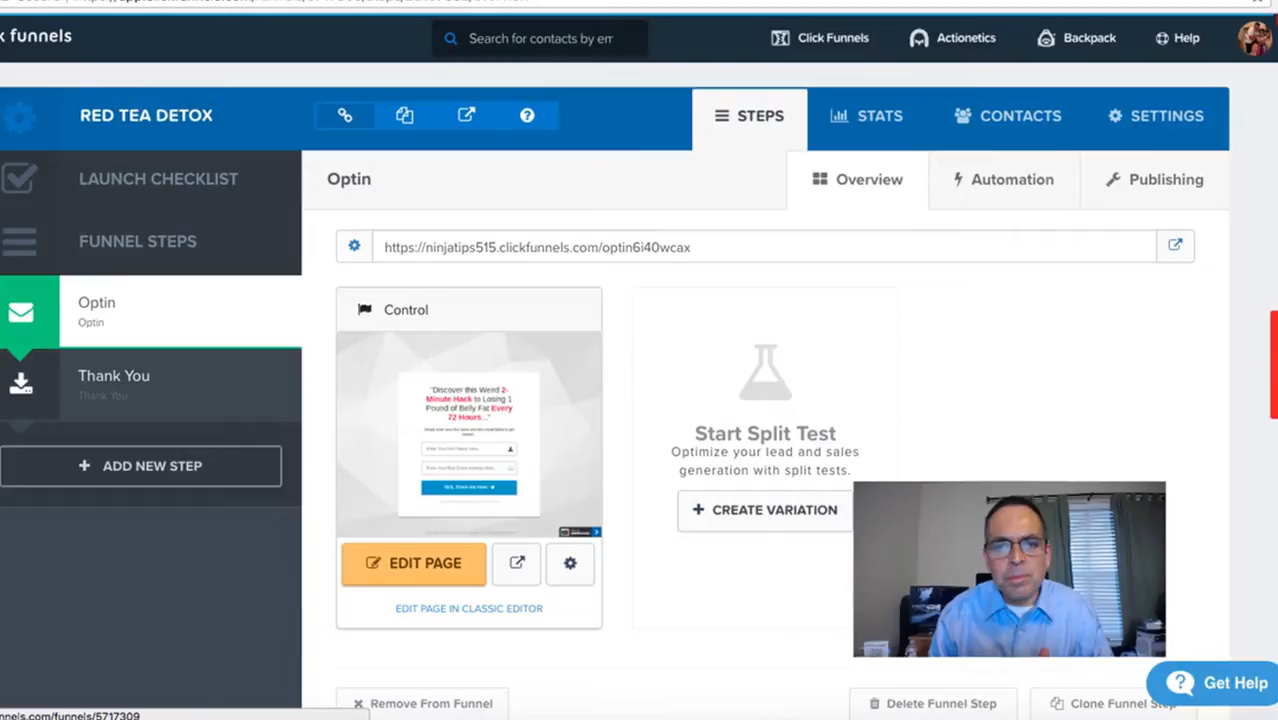 k funnels
Search for contacts by em
Click Funnels
Actionetics
Backpack
Help
RED TEA DETOX
STEPS
STATS
CONTACTS
SETTINGS
LAUNCH CHECKLIST
Optin
Overview
Automation
Publishing
FUNNEL STEPS
https://ninjatips515.clickfunnels.com/optin6i40wcax
Optin
Optin
Control
"Discover this Weird 2-
Minute Hack to Losing 1
Pound of Belly Fat Every
72 Hours..."
Thank You
Thank You
Start Split Test
Optimize your lead and sales
generation with split tests.
ADD NEW STEP
CREATE VARIATION
EDIT PAGE
EDIT PAGE IN CLASSIC EDITOR
Get Help
Remove From Funnel
Delete Funnel Step
Clone Funnel Step
nnels.com/funnels/5717309